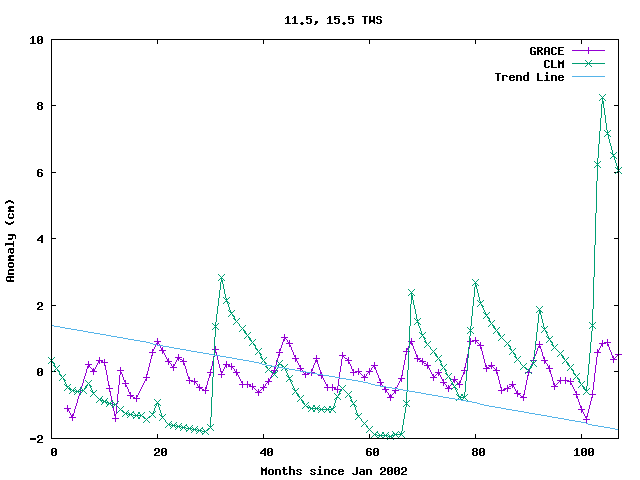 11.5, 15.5 TWS
10
8
6
4
2
0
-2
Anomaly (cm)
GRACE
CLM
Trend Line
0 20 40 60 80 100
Months since Jan 2002